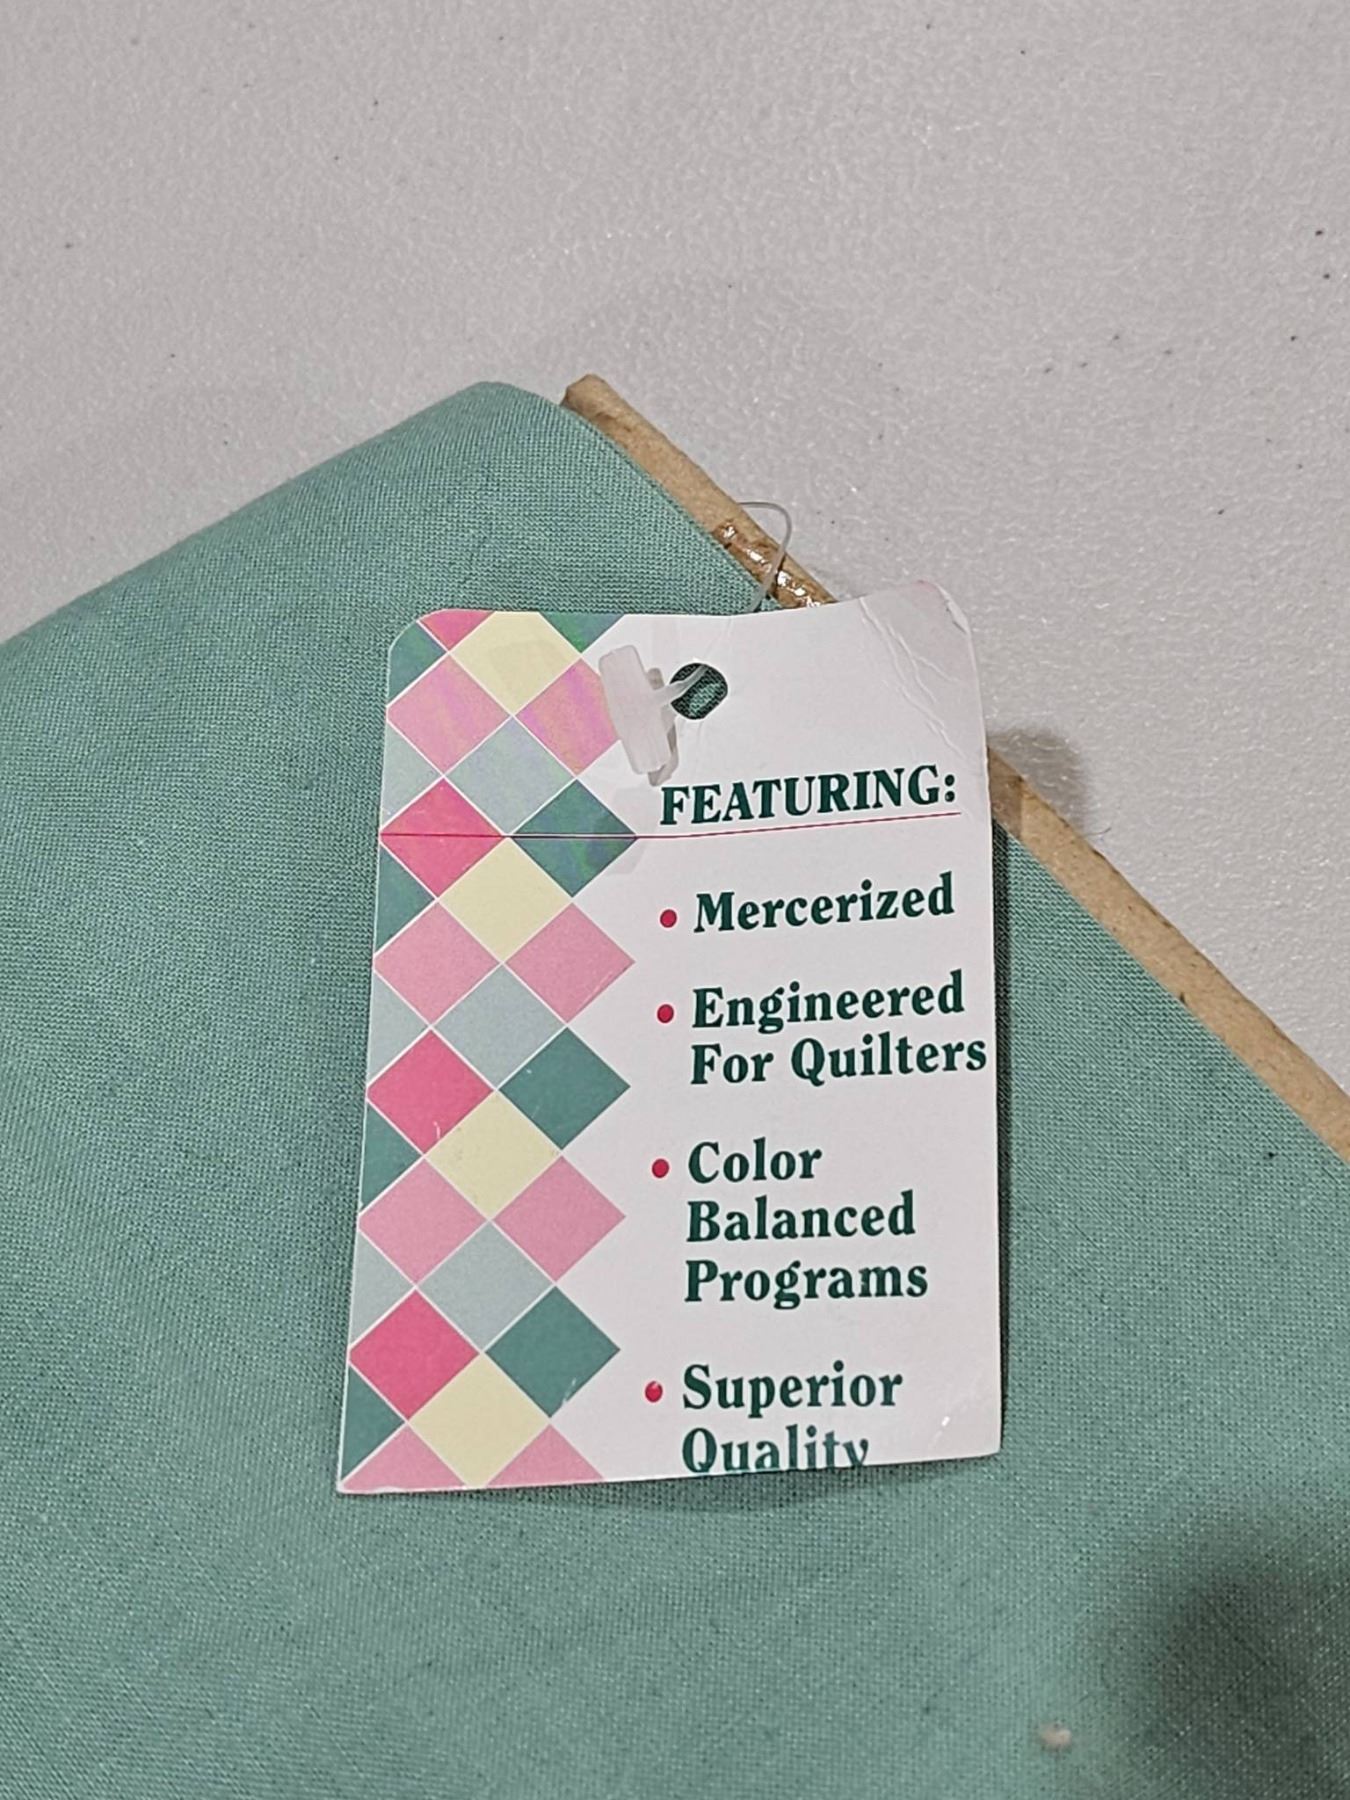 FEATURING:
• Mercerized
• Engineered
For Quilters
• Color
Balanced
Programs
• Superior
Quality